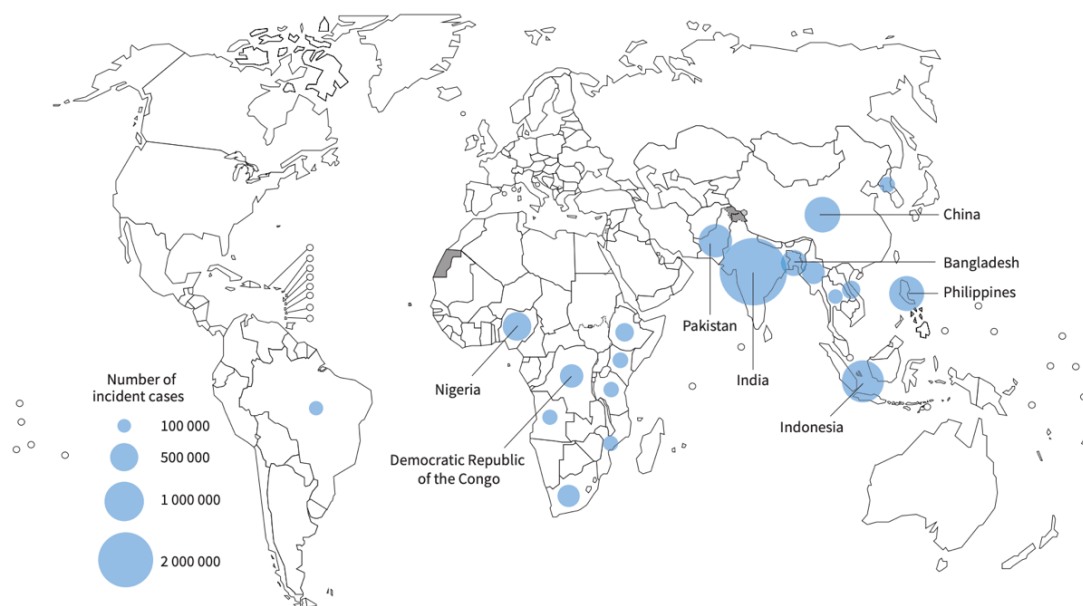 China
Bangladesh
Philippines
Pakistan
India
Nigeria
Indonesia
Democratic Republic
of the Congo
Number of
incident cases
100 000
500 000
1 000 000
2 000 000